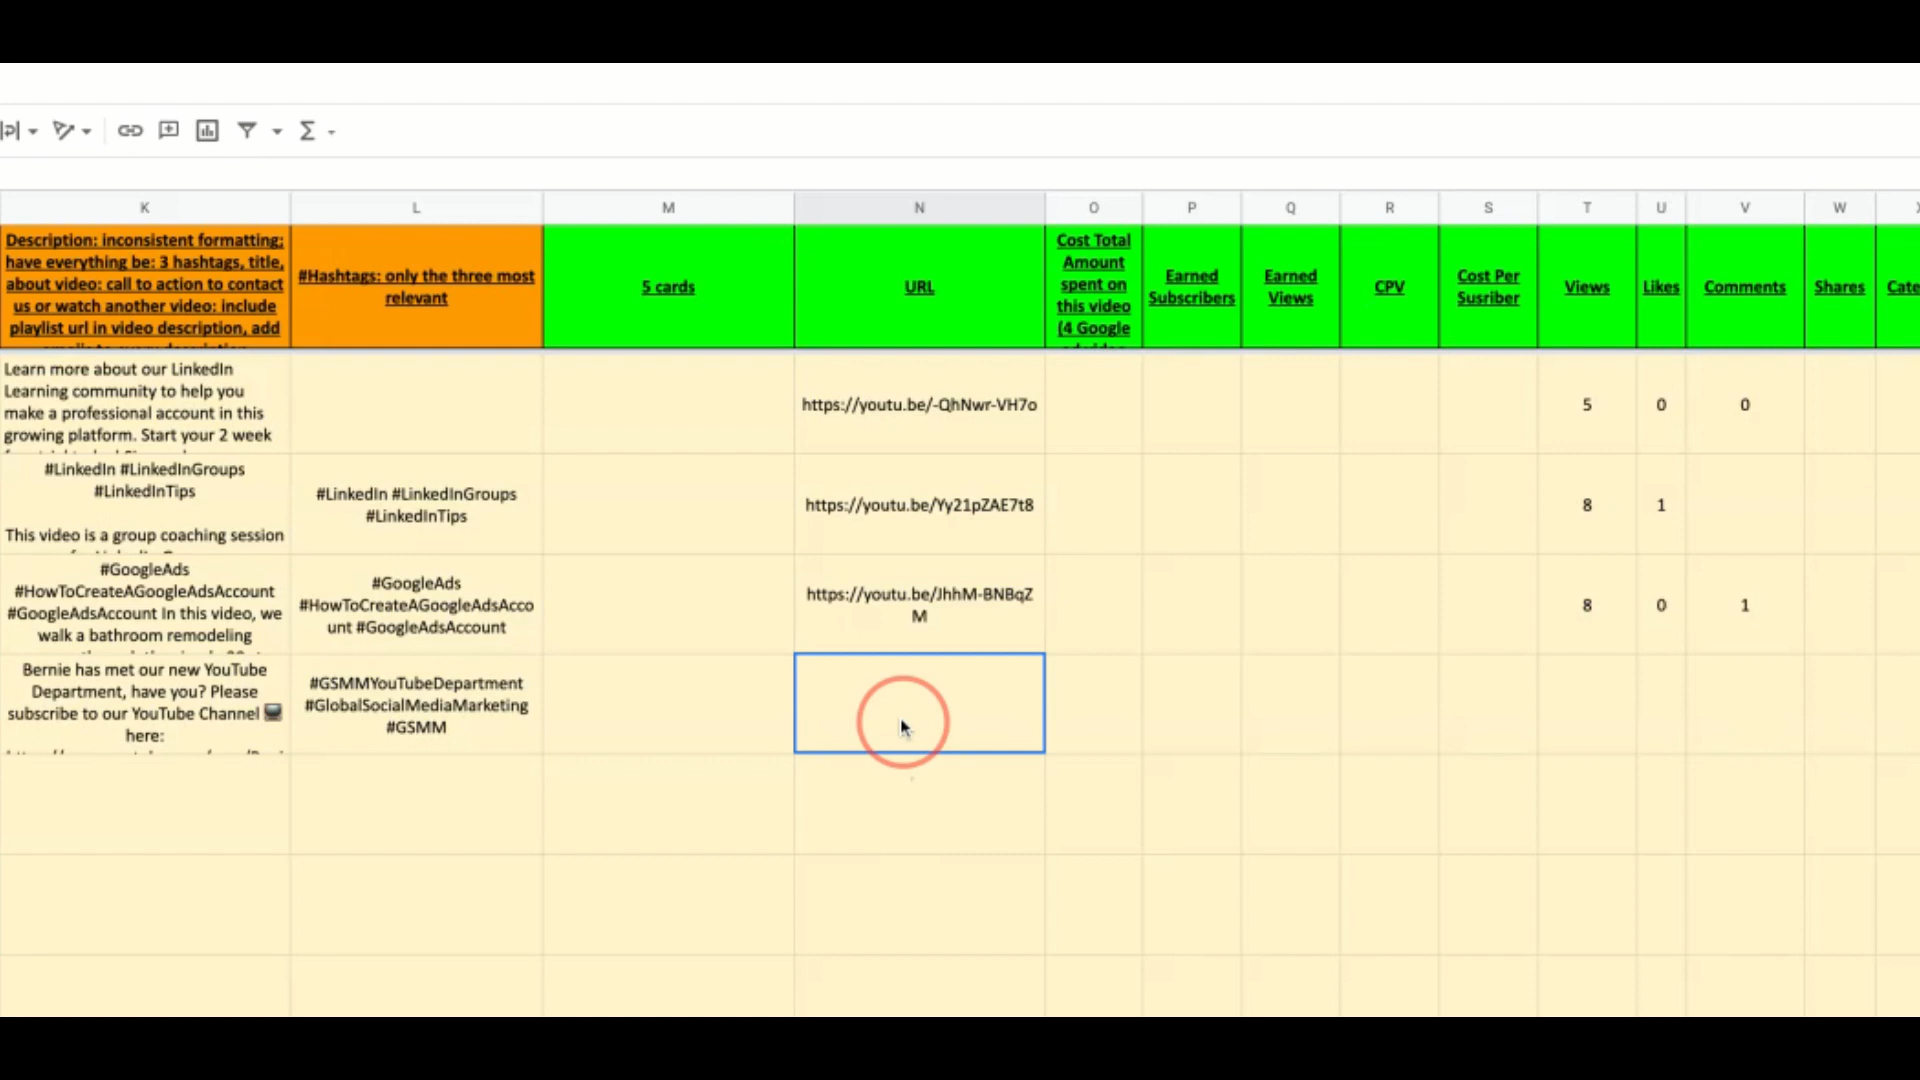 K L M N O P Q R S T U V W
Description: inconsistent formatting;
have everything be: 3 hashtags, title,
about video: call to action to contact
us or watch another video: include
playlist url in video description, add
#Hashtags: only the three most
relevant
5 cards
URL
Cost Total
Amount
spent on
this video
(4 Google
Earned
Subscribers
Earned
Views
CPV
Cost Per
Susriber
Views
Likes
Comments
Shares
Cate
Learn more about our LinkedIn
Learning community to help you
make a professional account in this
growing platform. Start your 2 week
https://youtu.be/-QhNwr-VH7o
5 0 0
#LinkedIn #LinkedInGroups
#LinkedInTips
This video is a group coaching session
#LinkedIn #LinkedInGroups
#LinkedInTips
https://youtu.be/Yy21pZAE7t8
8 1
#GoogleAds
#HowToCreateAGoogleAdsAccount
#GoogleAdsAccount In this video, we
walk a bathroom remodeling
#GoogleAds
#HowToCreateAGoogleAdsAcco
unt #GoogleAdsAccount
https://youtu.be/JhhM-BNBqZ
M
8 0 1
Bernie has met our new YouTube
Department, have you? Please
subscribe to our YouTube Channel
here:
#GSMMYouTubeDepartment
#GlobalSocialMediaMarketing
#GSMM